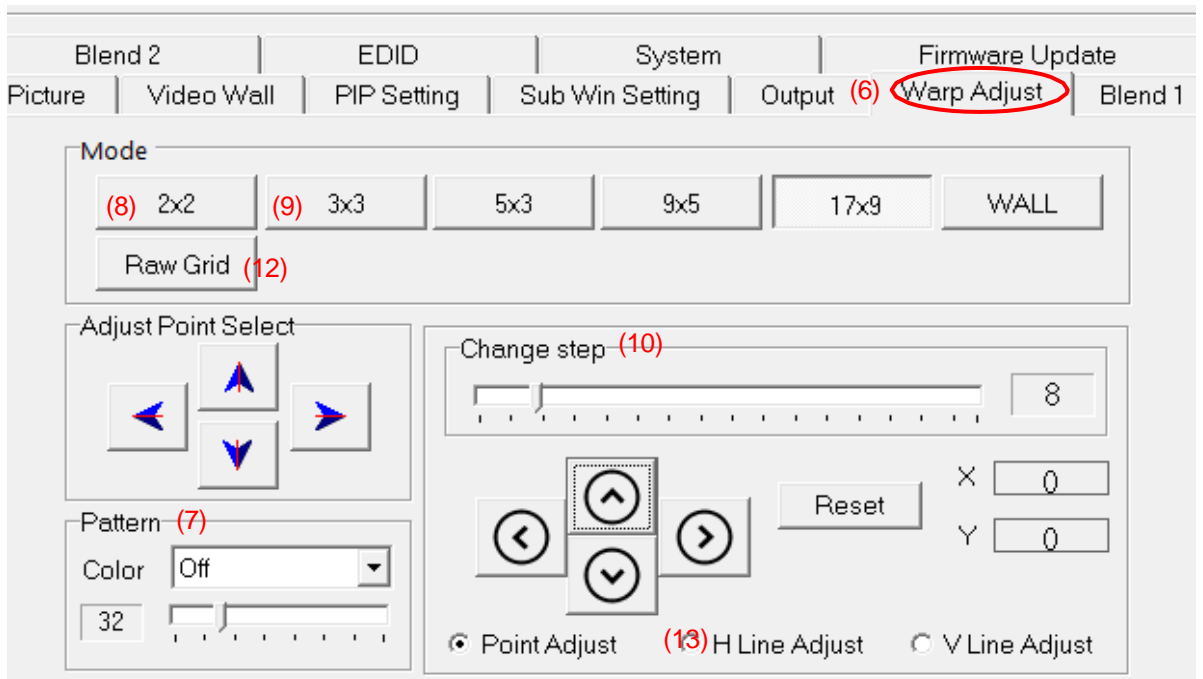 Blend 2 EDID System Firmware Update
Picture Video Wall PIP Setting Sub Win Setting Output (6) Warp Adjust Blend 1
Mode
(8) 2x2 (9) 3x3 5x3 9x5 17x9 WALL
Raw Grid (12)
Adjust Point Select
Change step (10)
8
X 0
Reset
Y 0
Pattern (7)
Color Off
32
Point Adjust (13) H Line Adjust V Line Adjust